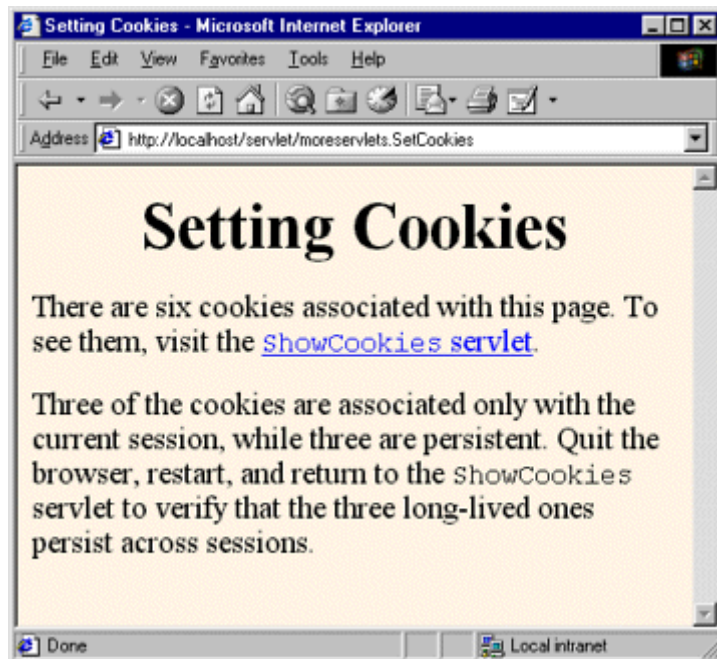 Setting Cookies - Microsoft Internet Explorer
File Edit View Favorites Tools Help
Address http://localhost/servlet/moreservlets.SetCookies
Setting Cookies
There are six cookies associated with this page. To
see them, visit the ShowCookies servlet.
Three of the cookies are associated only with the
current session, while three are persistent. Quit the
browser, restart, and return to the ShowCookies
servlet to verify that the three long-lived ones
persist across sessions.
Done Local intranet